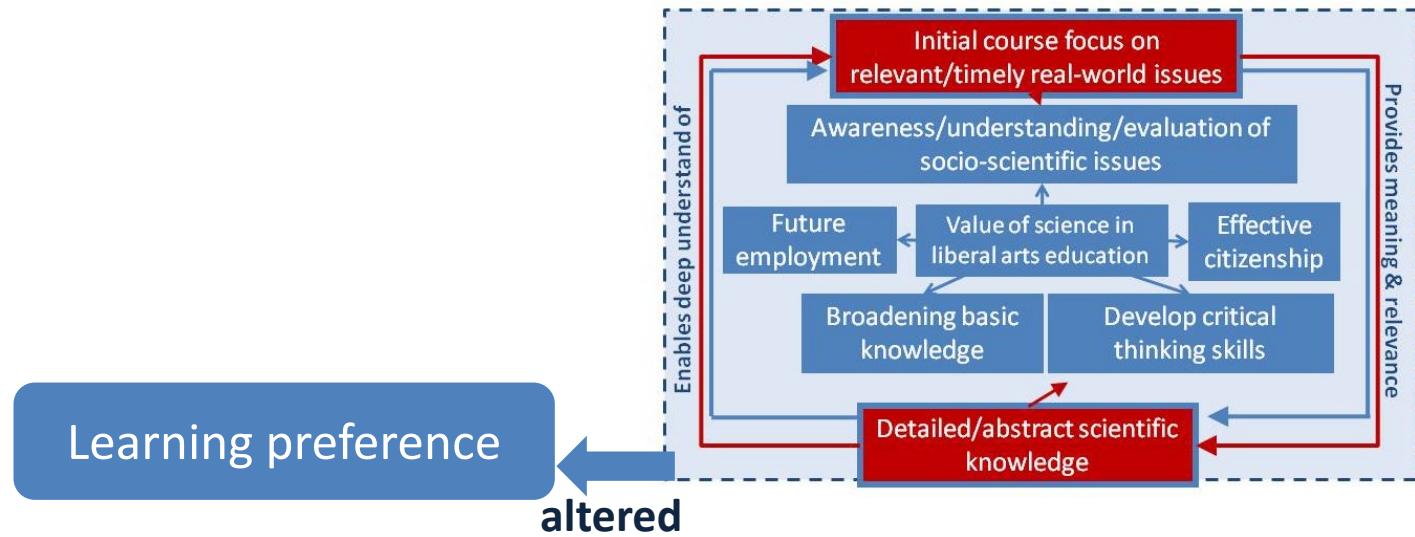 Initial course focus on
relevant/timely real-world issues
Awareness/understanding/evaluation of
socio-scientific issues
Enables deep understand of
Provides meaning & relevance
Future
employment
Value of science in
liberal arts education
Effective
citizenship
Broadening basic
knowledge
Develop critical
thinking skills
Detailed/abstract scientific
knowledge
Learning preference
altered